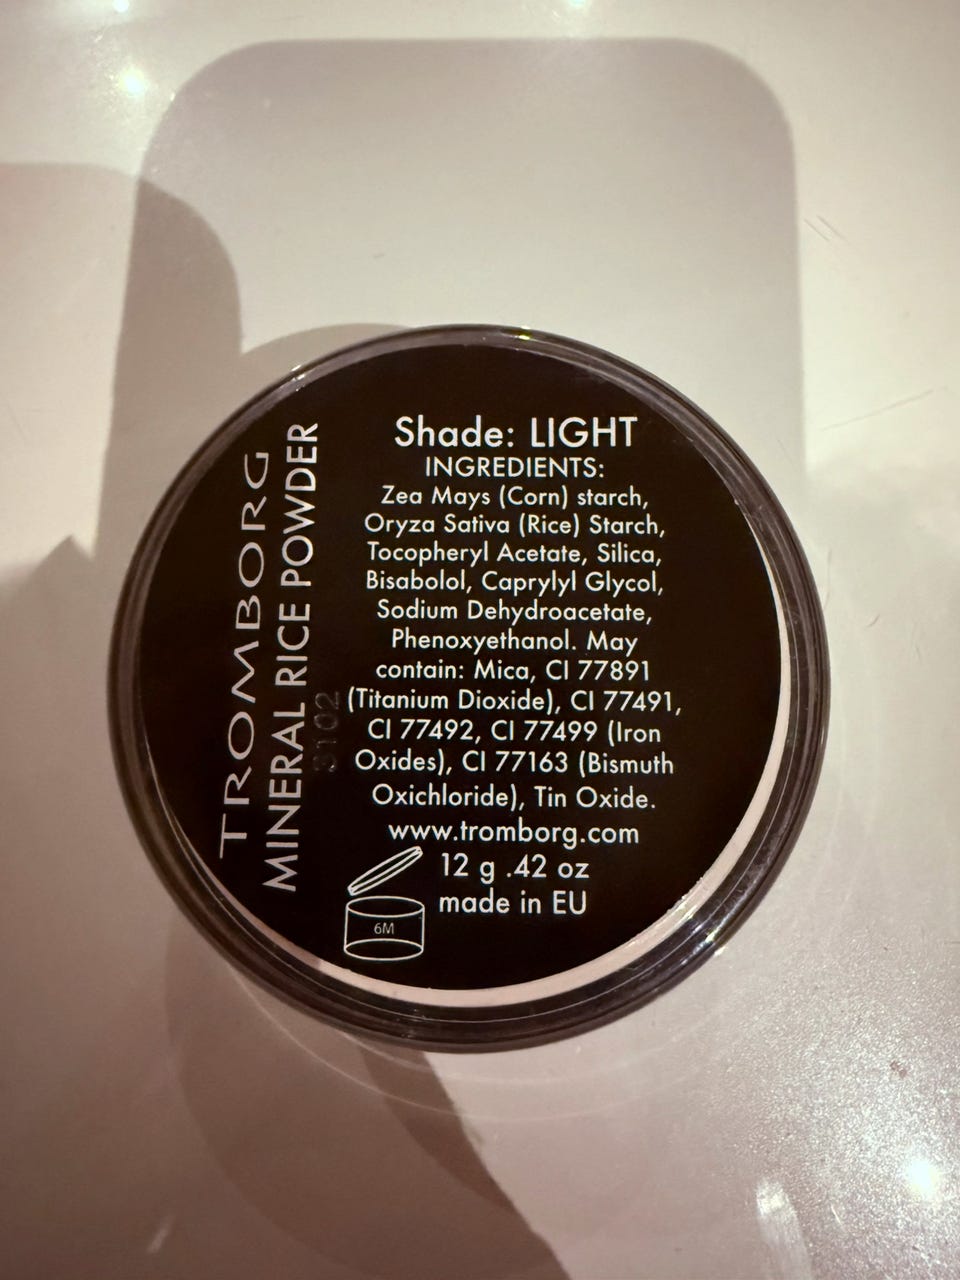 TROMBORG
MINERAL RICE POWDER
3102
Shade: LIGHT
INGREDIENTS:
Zea Mays (Corn) starch,
Oryza Sativa (Rice) Starch,
Tocopheryl Acetate, Silica,
Bisabolol, Caprylyl Glycol,
Sodium Dehydroacetate,
Phenoxyethanol. May
contain: Mica, CI 77891
(Titanium Dioxide), CI 77491,
CI 77492, CI 77499 (Iron
Oxides), CI 77163 (Bismuth
Oxichloride), Tin Oxide.
www.tromborg.com
12 g .42 oz
made in EU
6M